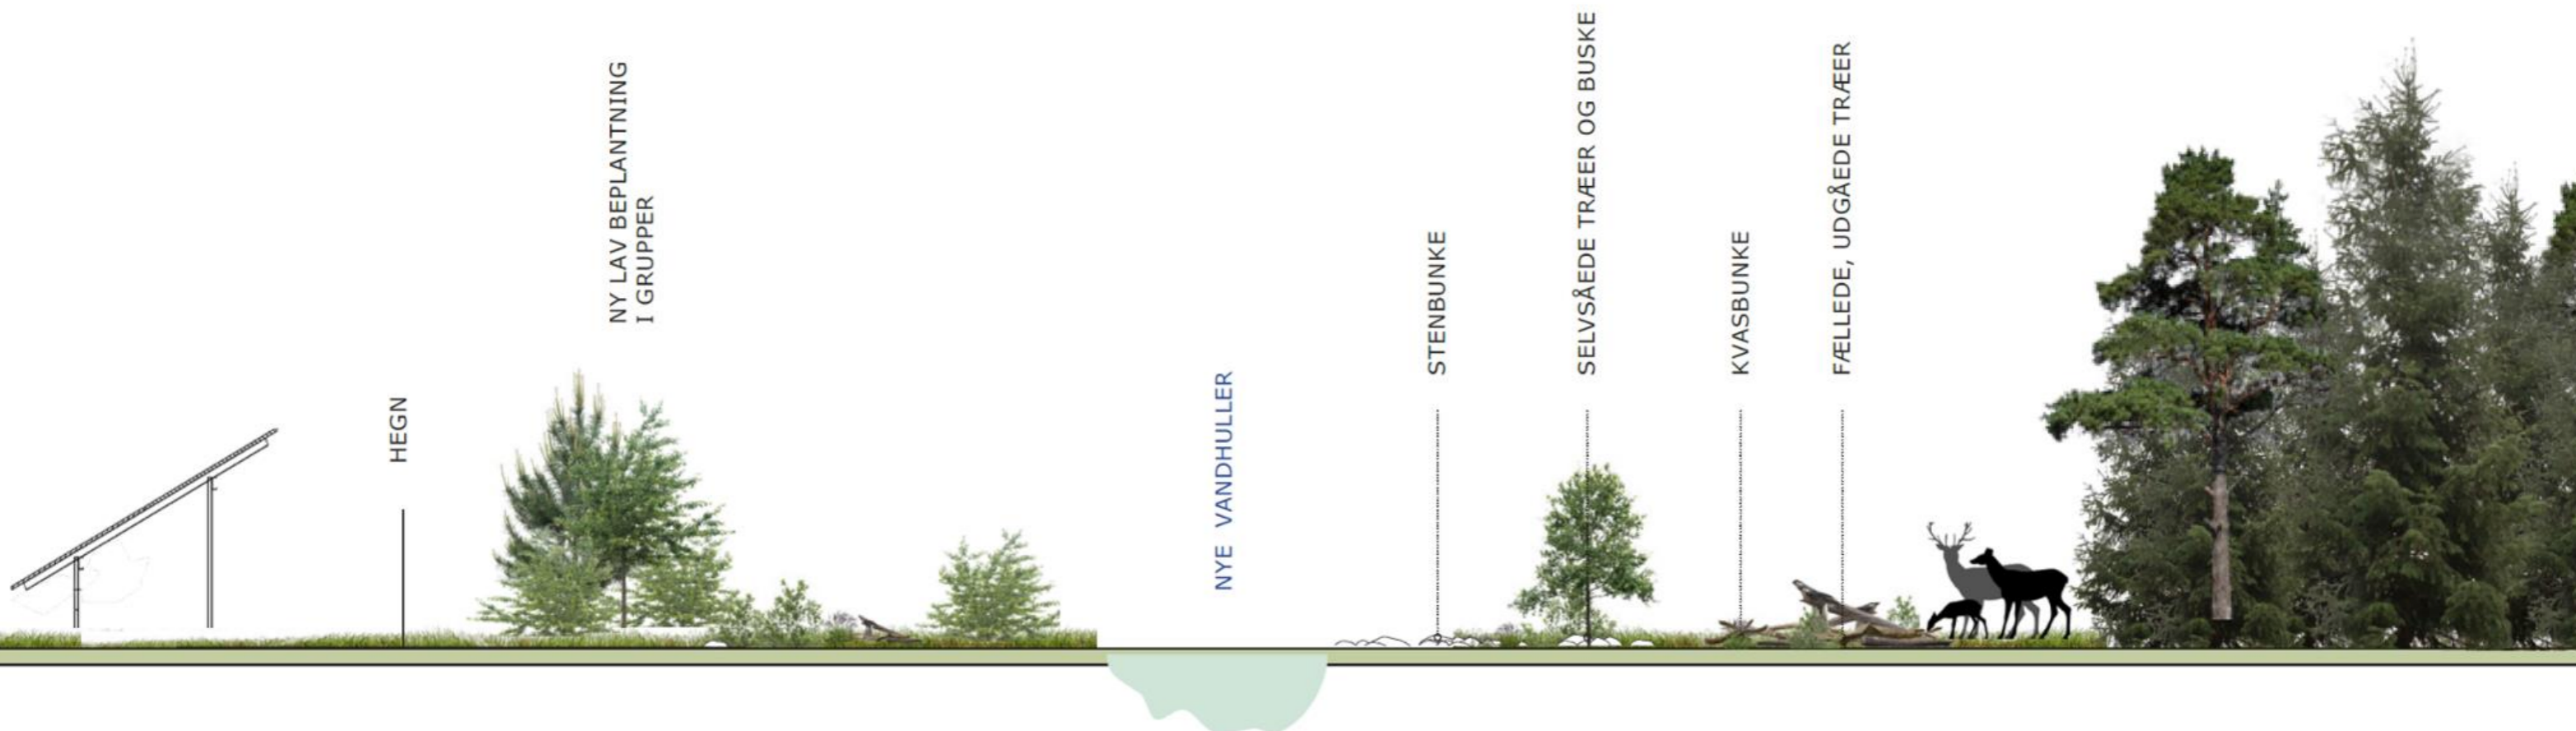 HEGN
NY LAV BEPLANTNING
I GRUPPER
NYE VANDHULLER
STENBUNKE
SELVSÅEDE TRÆER OG BUSKE
KVASBUNKE
FÆLLEDE, UDGÅEDE TRÆER